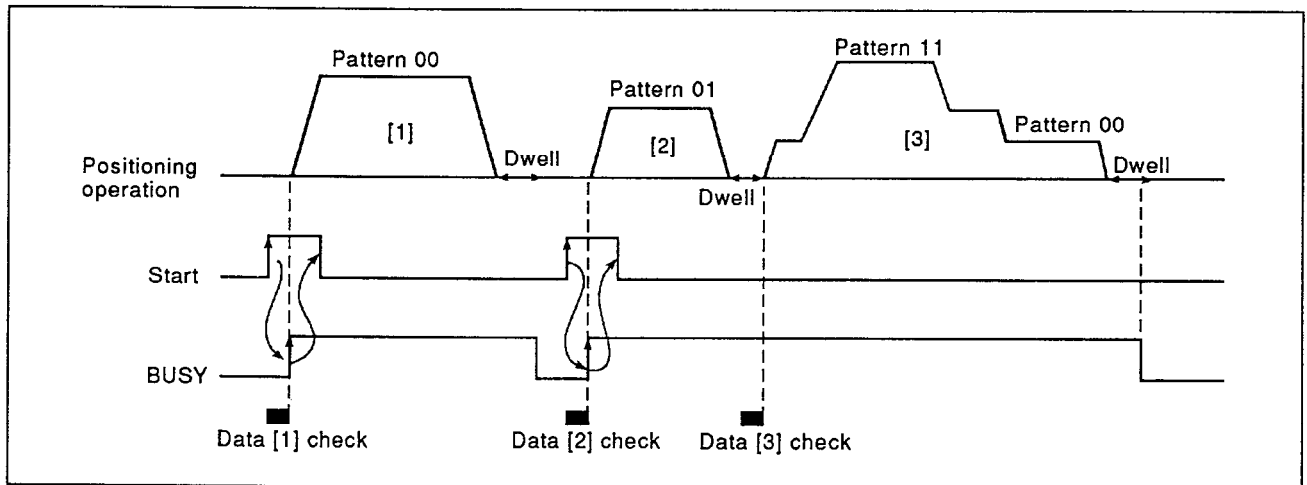 Pattern 11
Pattern 00
Pattern 01
Pattern 00
[1]
[2]
[3]
Positioning
operation
Dwell
Dwell
Dwell
Start
BUSY
Data [1] check
Data [2] check
Data [3] check